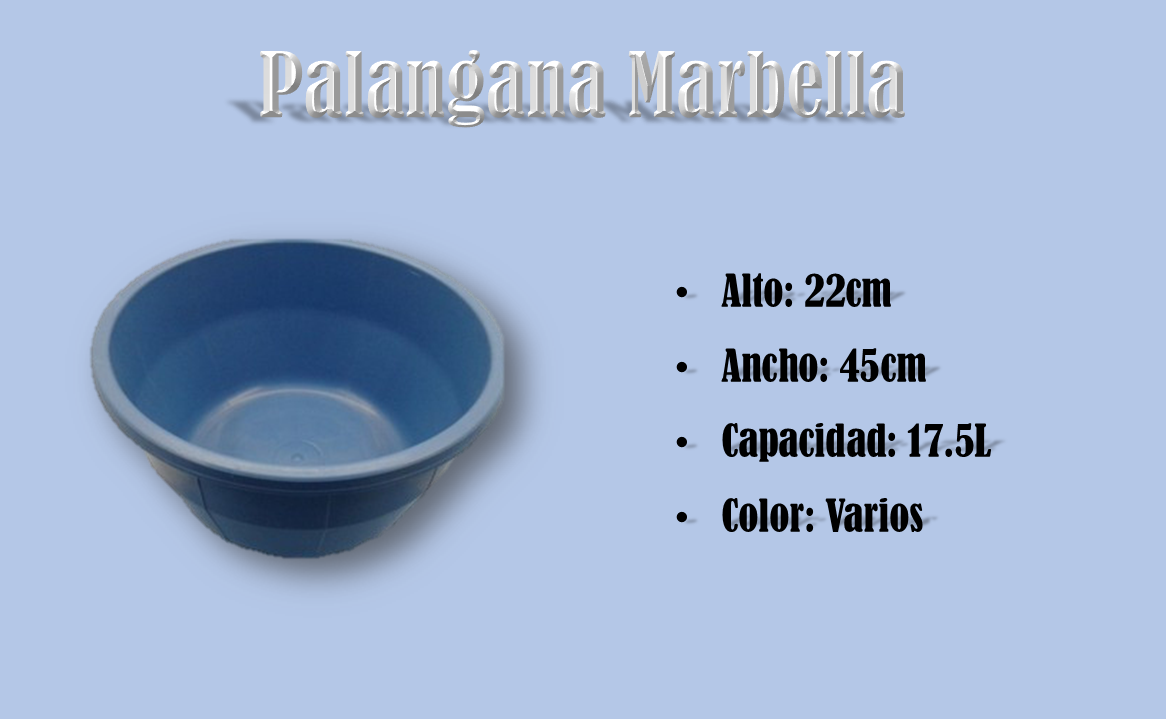 Palangana Marbella
• Alto: 22cm
• Ancho: 45cm
• Capacidad: 17.5L
• Color: Varios